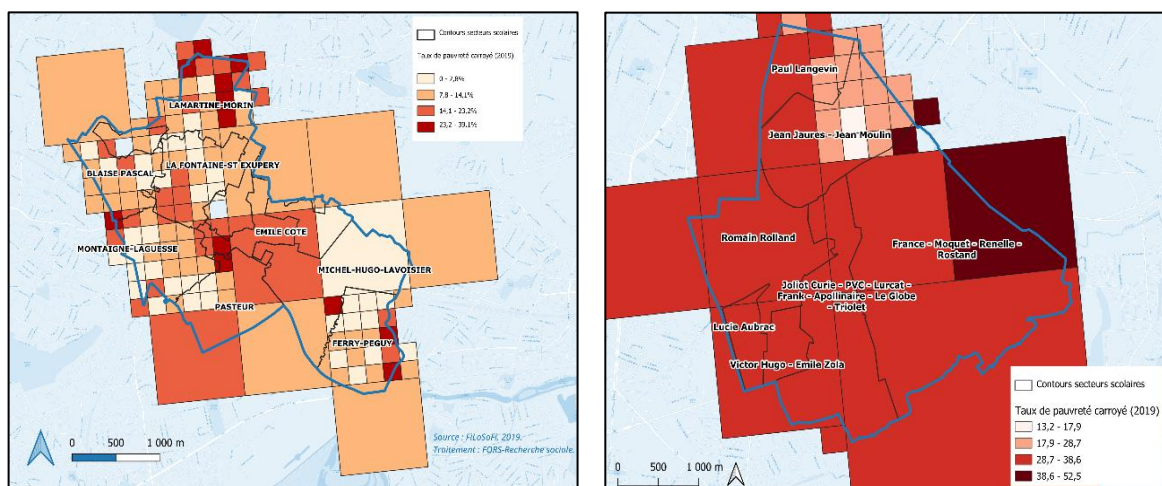 Contours secteurs scolaires
Taux de pauvreté carroyé (2019)
0 - 7,8%
7,8 - 14,1%
14,1 - 23,2%
23,2 - 39,1%
LAMARTINE-MORIN
LA FONTAINE-ST EXUPERY
BLAISE PASCAL
EMILE COTE
MONTAIGNE-LAGUESSE
MICHEL-HUGO-LAVOISIER
PASTEUR
FERRY-PEGUY
0 500 1 000 m
Source : FiLoSoFi, 2019.
Traitement : FORS-Recherche sociale.
Paul Langevin
Jean Jaures - Jean Moulin
Romain Rolland
France - Moquet - Renelle -
Rostand
Joliot Curie - PVC - Lurcat -
Frank - Apollinaire - Le Globe -
Triolet
Lucie Aubrac
Victor Hugo - Emile Zola
Contours secteurs scolaires
Taux de pauvreté carroyé (2019)
13,2 - 17,9
17,9 - 28,7
28,7 - 38,6
38,6 - 52,5
0 500 1 000 m